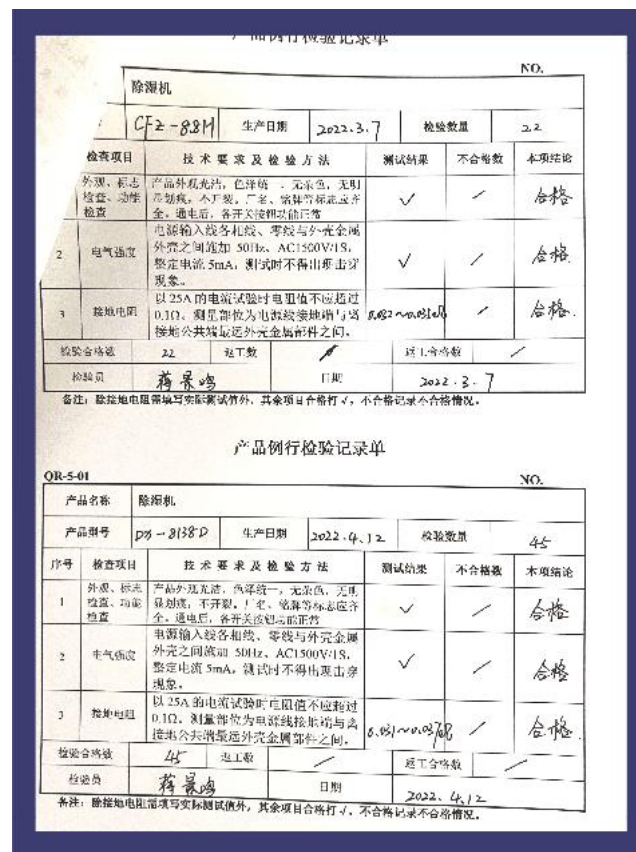 产品例行检验记录单
NO.
除湿机
CFZ-8.8H 生产日期 2022.3.7 检验数量 22
检查项目 技术要求及检验方法 测试结果 不合格数 本项结论
外观、标志 产品外观光洁，色泽统一、无杂色，无明
检查、功能 显划痕，不开裂，厂名、铭牌等标志应齐 ✓ / 合格
检查 全。通电后，各开关按钮功能正常
电源输入线各相线、零线与外壳金属
2 电气强度 外壳之间施加 50Hz、AC1500V/1S，
整定电流 5mA，测试时不得出现击穿 ✓ / 合格.
现象。
以 25A 的电流试验时电阻值不应超过
3 接地电阻 0.1Ω。测量部位为电源线接地端与离 / 合格.
接地公共端最远外壳金属部件之间。
检验合格数 22 返工数 / 返工合格数 /
检验员 蒋景鸣 日期 2022.3.7
备注：除接地电阻需填写实际测试值外，其余项目合格打✓，不合格记录不合格情况。
产品例行检验记录单
QR-5-01 NO.
产品名称 除湿机
产品型号 -8138D 生产日期 2022.4.12 检验数量 45
序号 检查项目 技术要求及检验方法 测试结果 不合格数 本项结论
外观、标志 产品外观光洁，色泽统一，无杂色，无明
1 检查、功能 显划痕，不开裂，厂名、铭牌等标志应齐 ✓ / 合格
检查 全。通电后，各开关按钮功能正常
电源输入线各相线、零线与外壳金属
2 电气强度 外壳之间施加 50Hz、AC1500V/1S，
整定电流 5mA，测试时不得出现击穿 ✓ / 合格
现象。
以 25A 的电流试验时电阻值不应超过
3 接地电阻 0.1Ω。测量部位为电源线接地端与离 / 合格.
接地公共端最远外壳金属部件之间。
检验合格数 45 返工数 / 返工合格数 /
检验员 蒋景鸣 日期 2022.4.12
备注：除接地电阻需填写实际测试值外，其余项目合格打✓，不合格记录不合格情况。